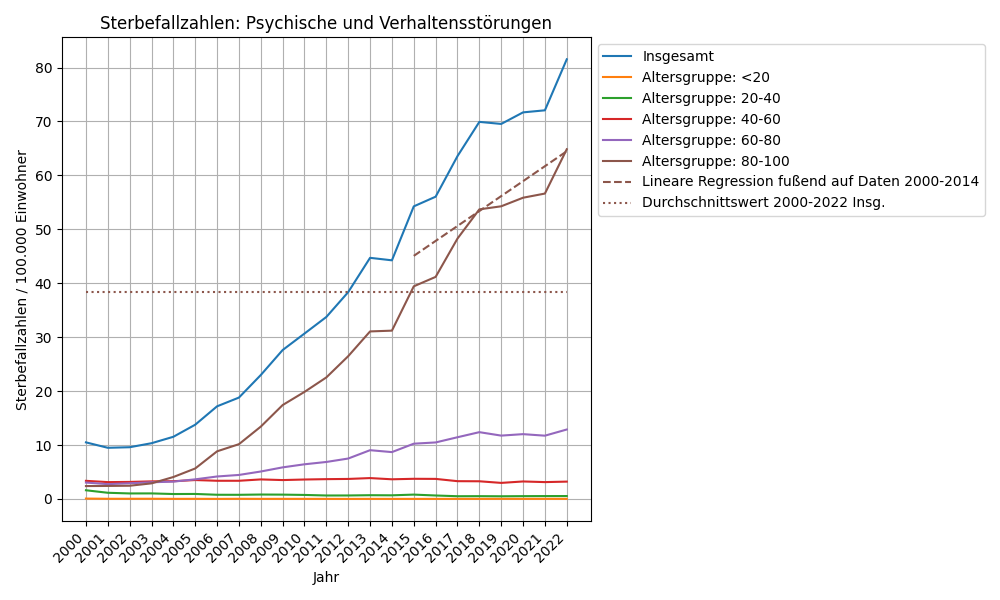 Sterbefallzahlen: Psychische und Verhaltensstörungen
Sterbefallzahlen / 100.000 Einwohner
80
70
60
50
40
30
20
10
0
2000
2001
2002
2003
2004
2005
2006
2007
2008
2009
2010
2011
2012
2013
2014
2015
2016
2017
2018
2019
2020
2021
2022
Jahr
Insgesamt
Altersgruppe: <20
Altersgruppe: 20-40
Altersgruppe: 40-60
Altersgruppe: 60-80
Altersgruppe: 80-100
Lineare Regression fußend auf Daten 2000-2014
Durchschnittswert 2000-2022 Insg.